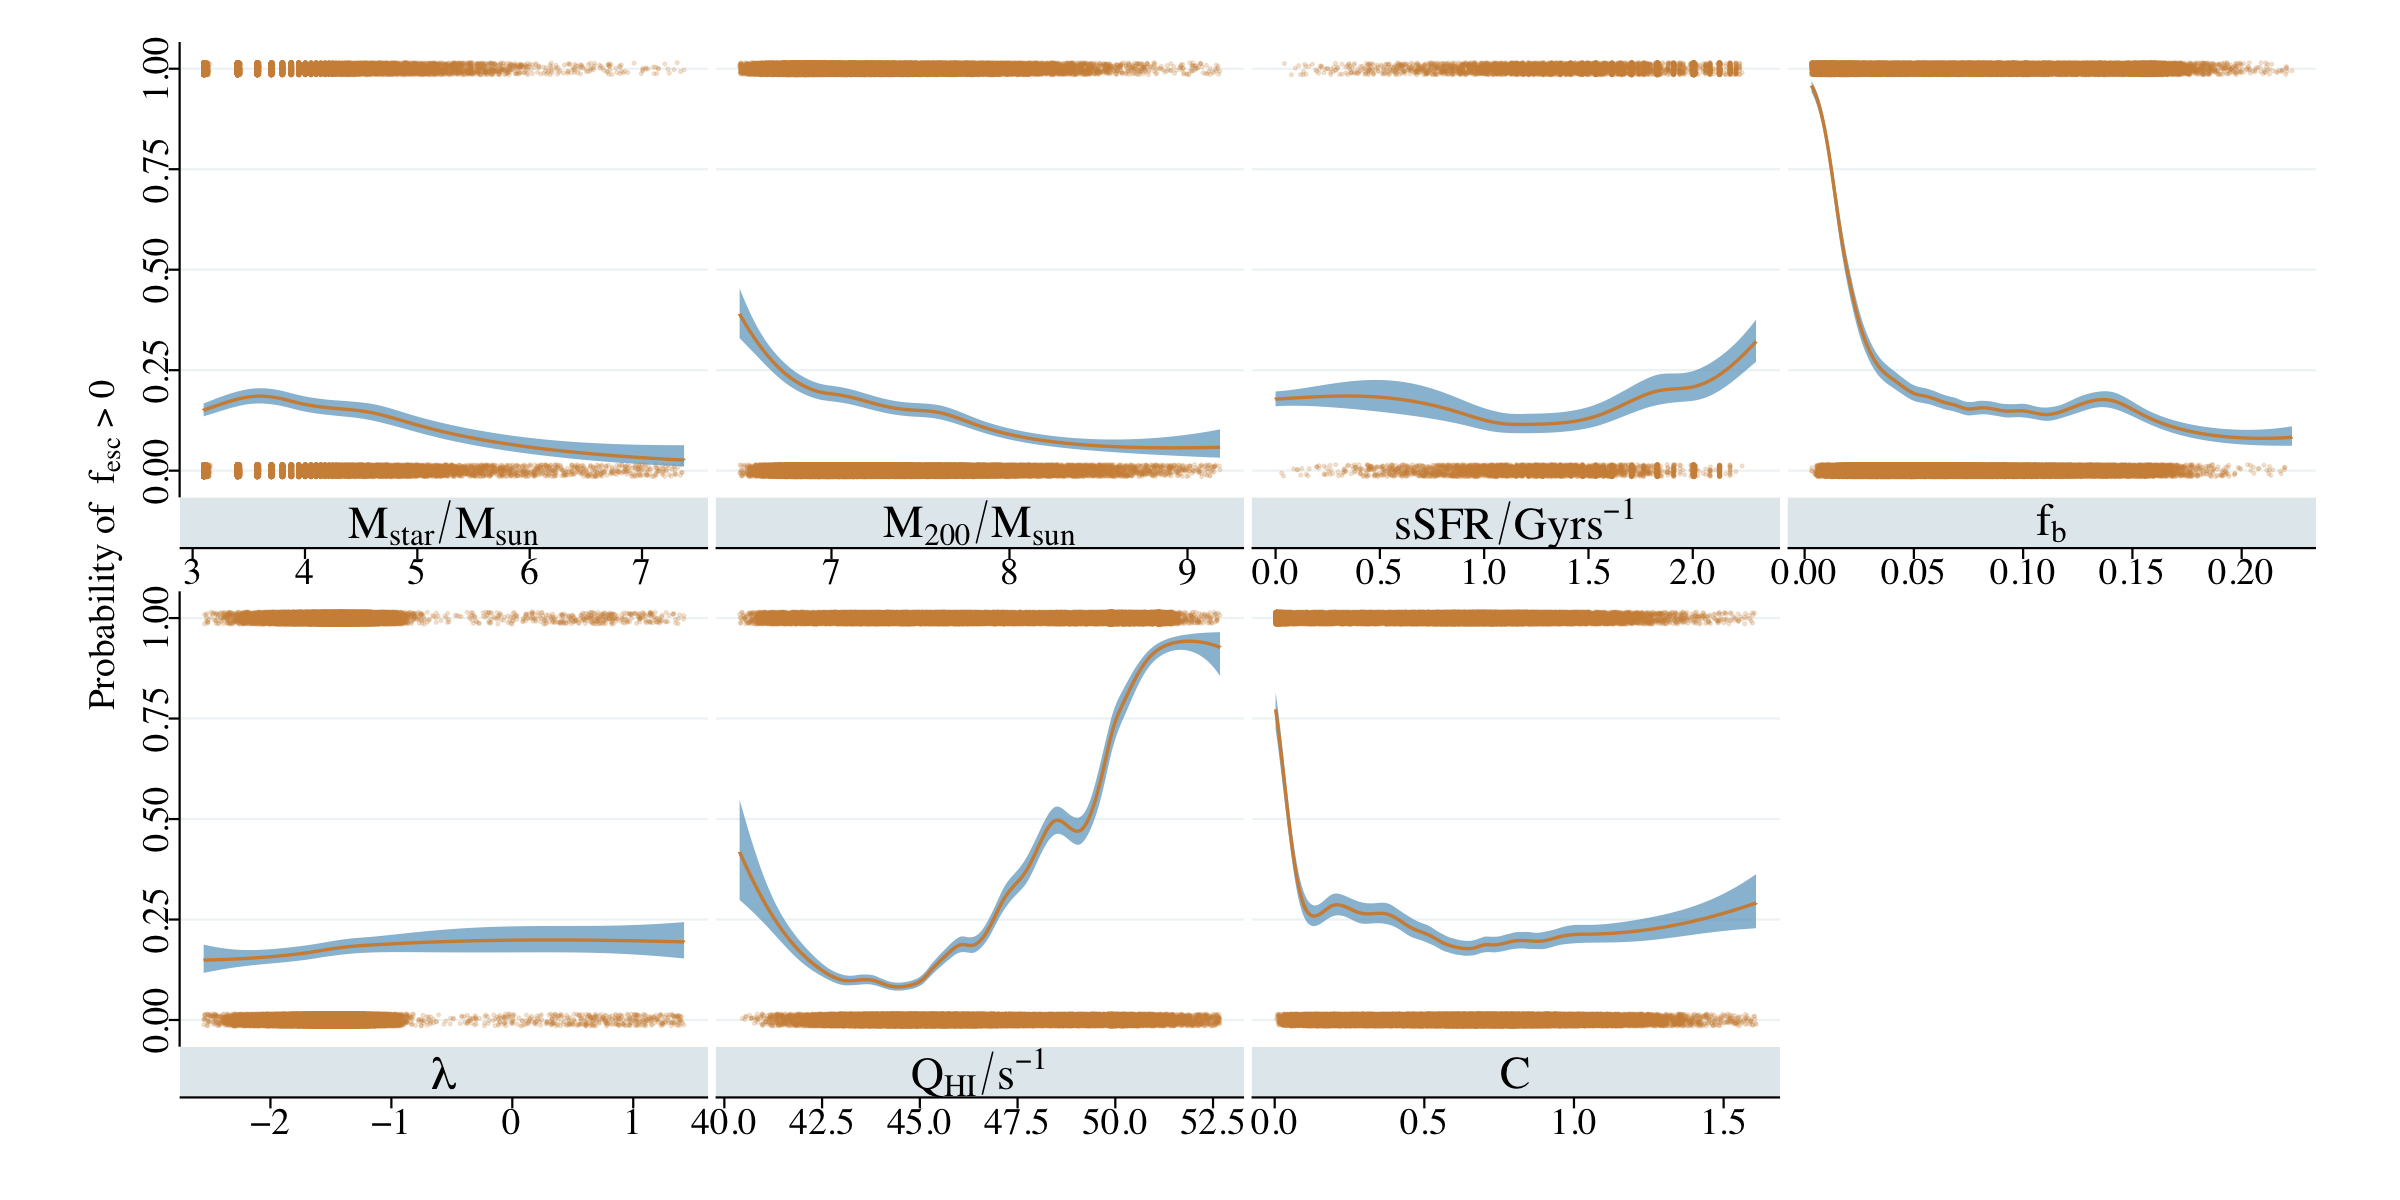 Probability of f_esc > 0
1.00
0.75
0.50
0.25
0.00
M_star/M_sun
M_200/M_sun
sSFR/Gyrs^−1
f_b
3 4 5 6 7
7 8 9
0.0 0.5 1.0 1.5 2.0
0.00 0.05 0.10 0.15 0.20
1.00
0.75
0.50
0.25
0.00
λ
Q_HI/s^−1
C
−2 −1 0 1
40.0 42.5 45.0 47.5 50.0 52.5
0.0 0.5 1.0 1.5